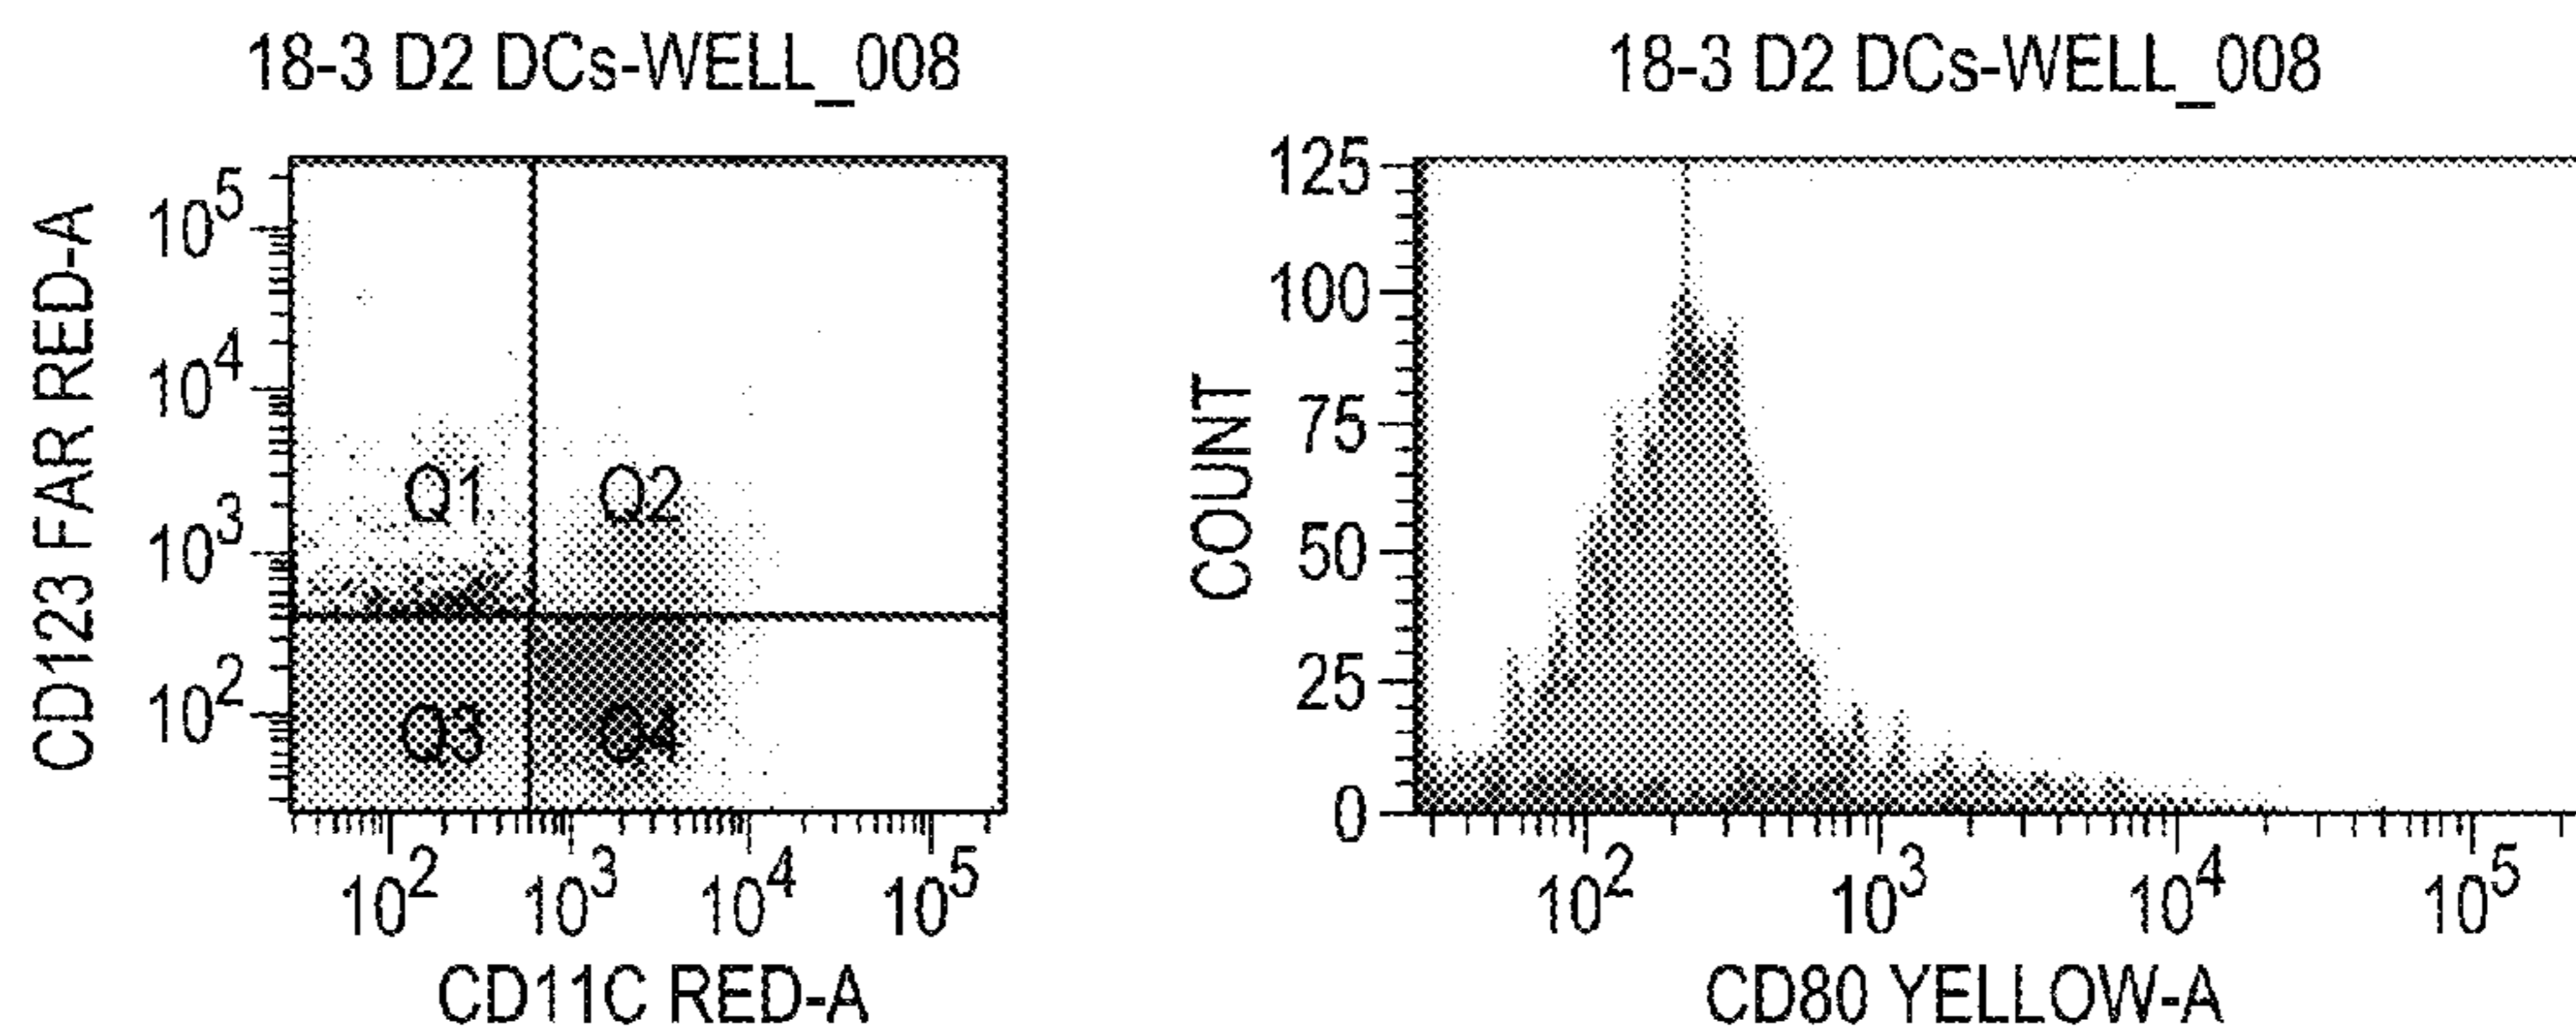 18-3 D2 DCs-WELL_008
CD123 FAR RED-A
10^5
10^4
10^3
10^2
Q1
Q2
Q3
Q4
10^2 10^3 10^4 10^5
CD11C RED-A
18-3 D2 DCs-WELL_008
COUNT
125
100
75
50
25
0
10^2 10^3 10^4 10^5
CD80 YELLOW-A